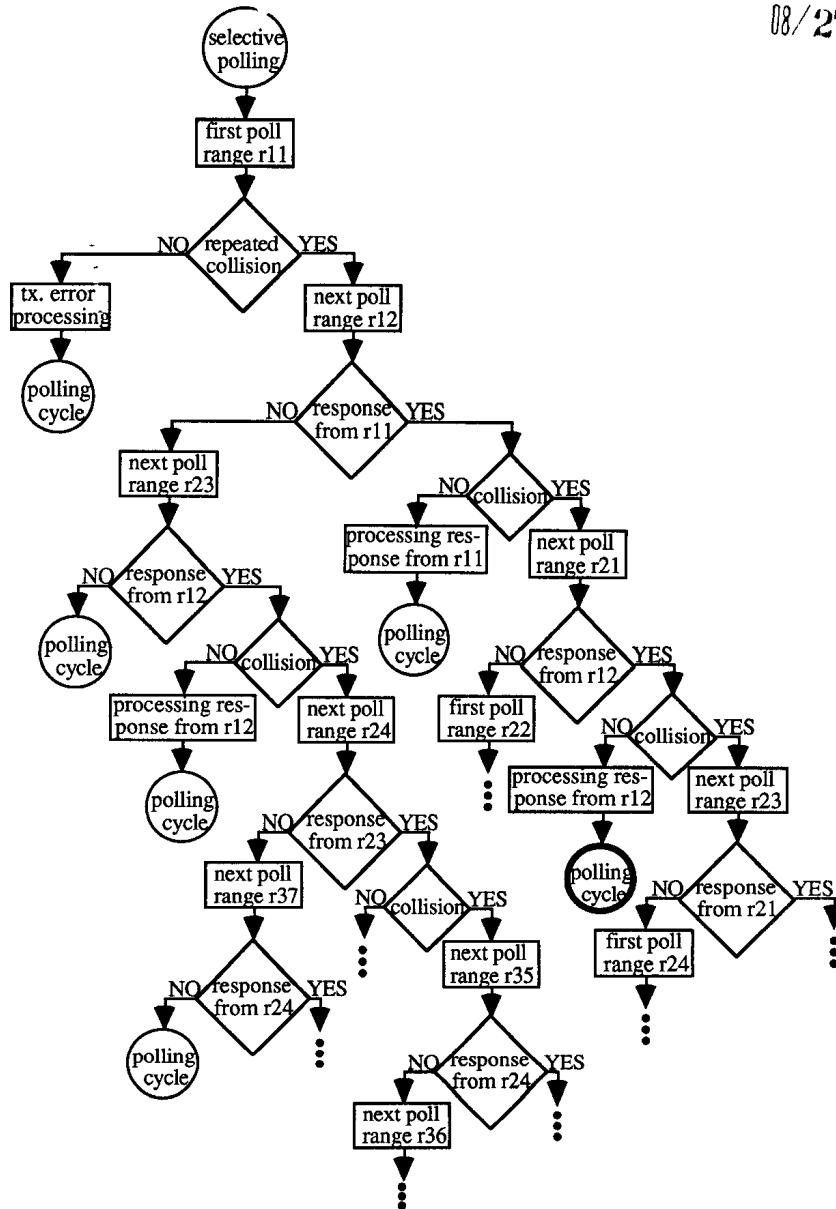 08/2
selective
polling
first poll
range r11
NO
repeated
collision
YES
tx. error
processing
next poll
range r12
polling
cycle
NO
response
from r11
YES
next poll
range r23
NO
collision
YES
processing res-
ponse from r11
next poll
range r21
NO
response
from r12
YES
polling
cycle
polling
cycle
NO
collision
YES
NO
response
from r12
YES
processing res-
ponse from r12
next poll
range r24
first poll
range r22
NO
collision
YES
polling
cycle
processing res-
ponse from r12
next poll
range r23
NO
response
from r23
YES
next poll
range r37
NO
collision
YES
polling
cycle
NO
response
from r21
YES
next poll
range r35
first poll
range r24
NO
response
from r24
YES
polling
cycle
NO
response
from r24
YES
next poll
range r36